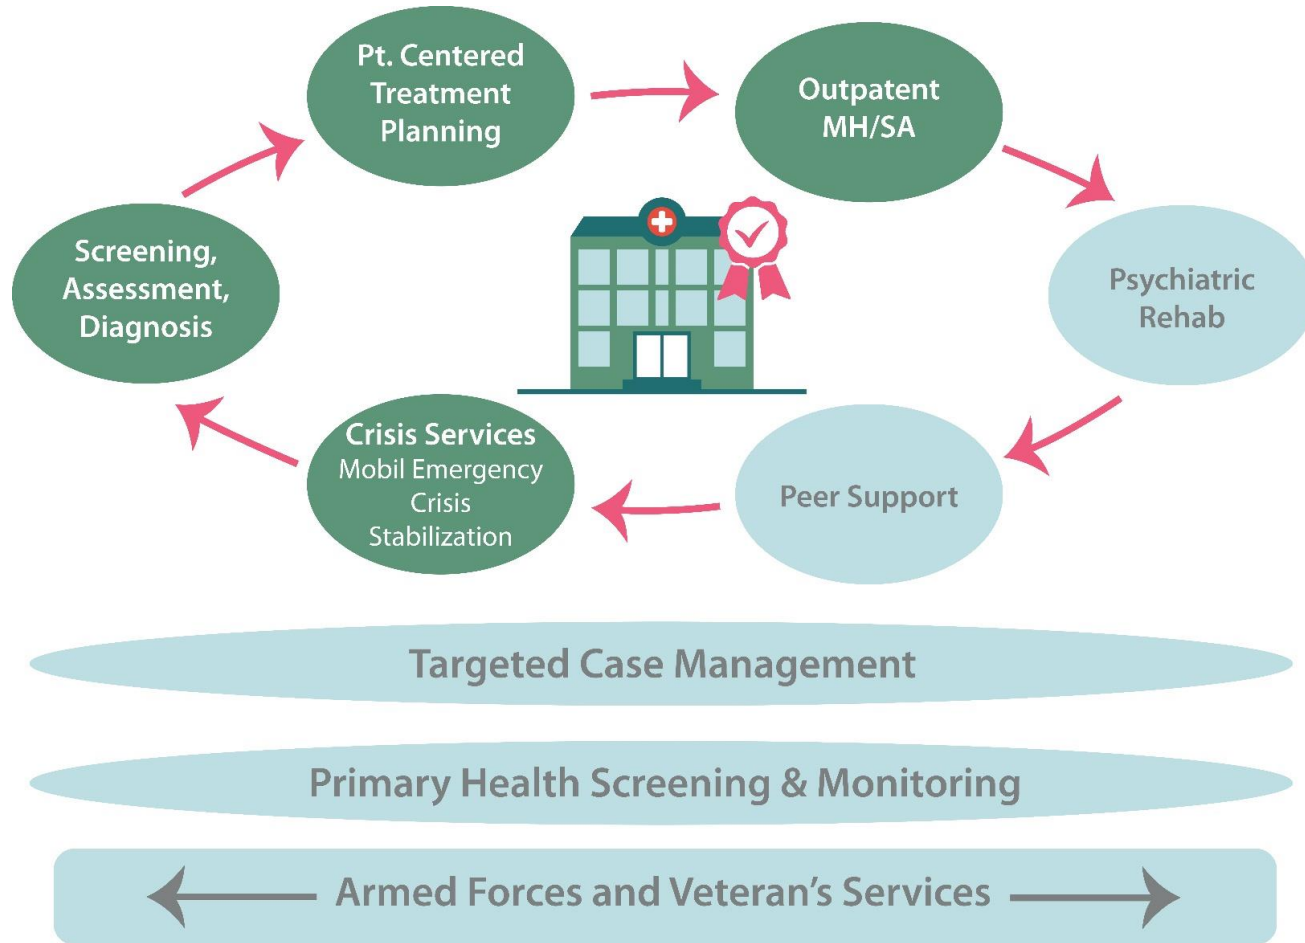 Pt. Centered
Treatment
Planning
Outpatent
MH/SA
Screening,
Assessment,
Diagnosis
Psychiatric
Rehab
Crisis Services
Mobil Emergency
Crisis
Stabilization
Peer Support
Targeted Case Management
Primary Health Screening & Monitoring
Armed Forces and Veteran’s Services